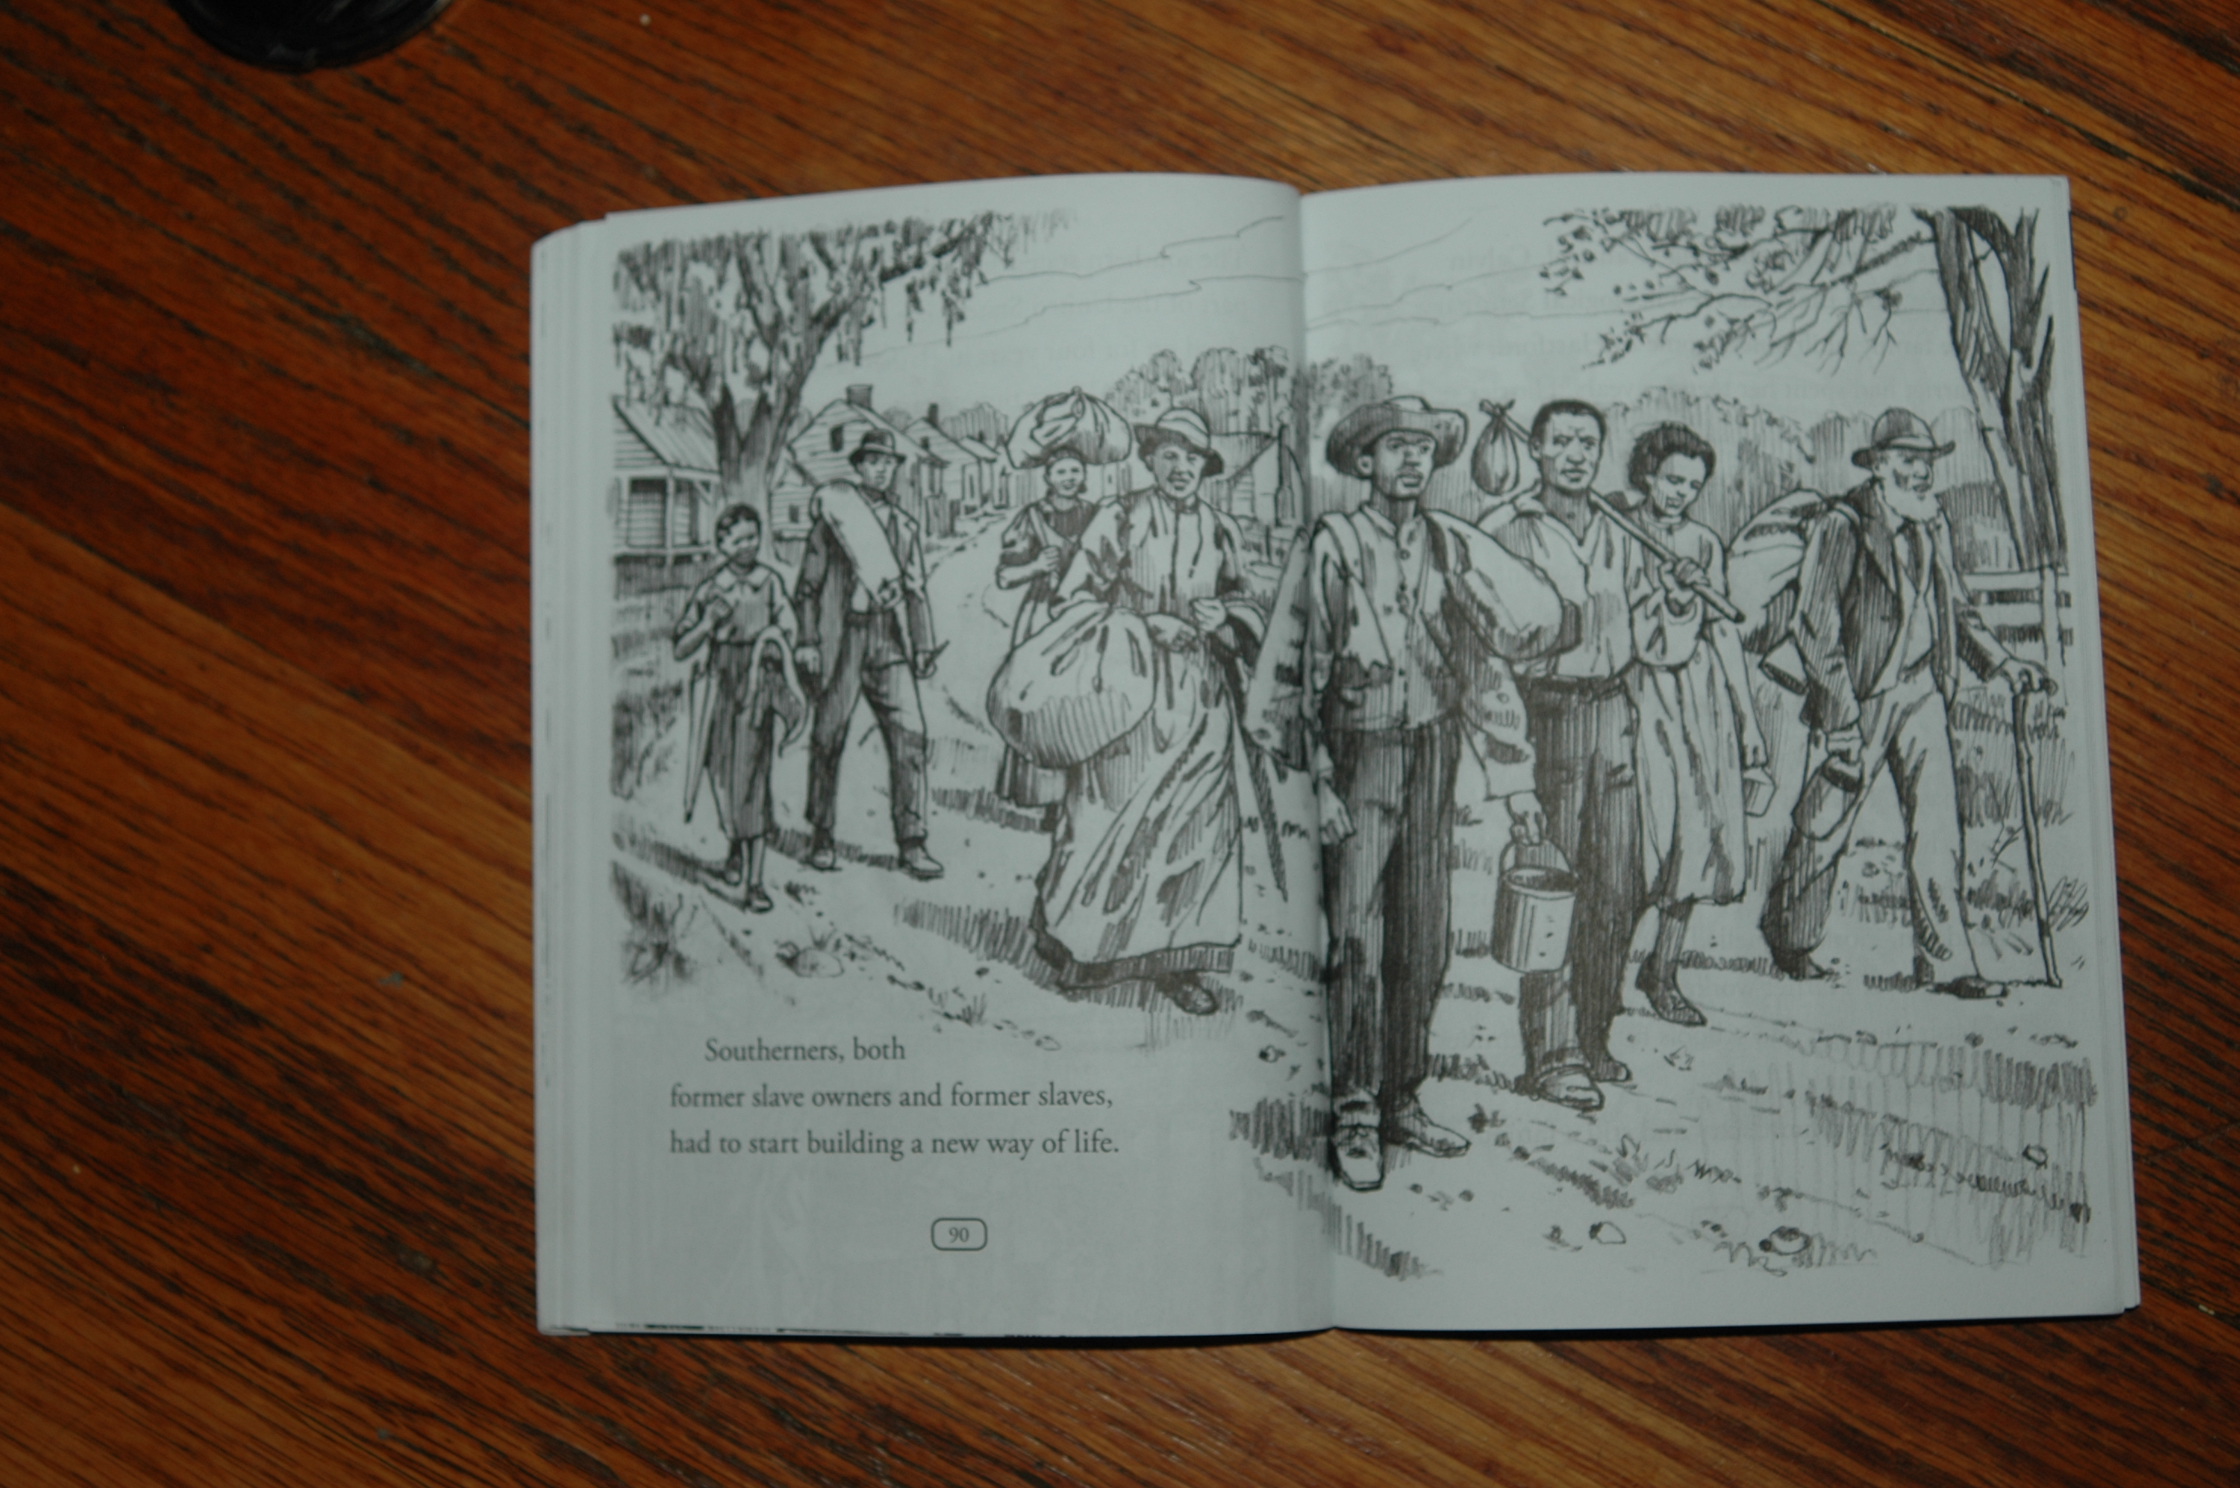 Southerners, both
former slave owners and former slaves,
had to start building a new way of life.
90